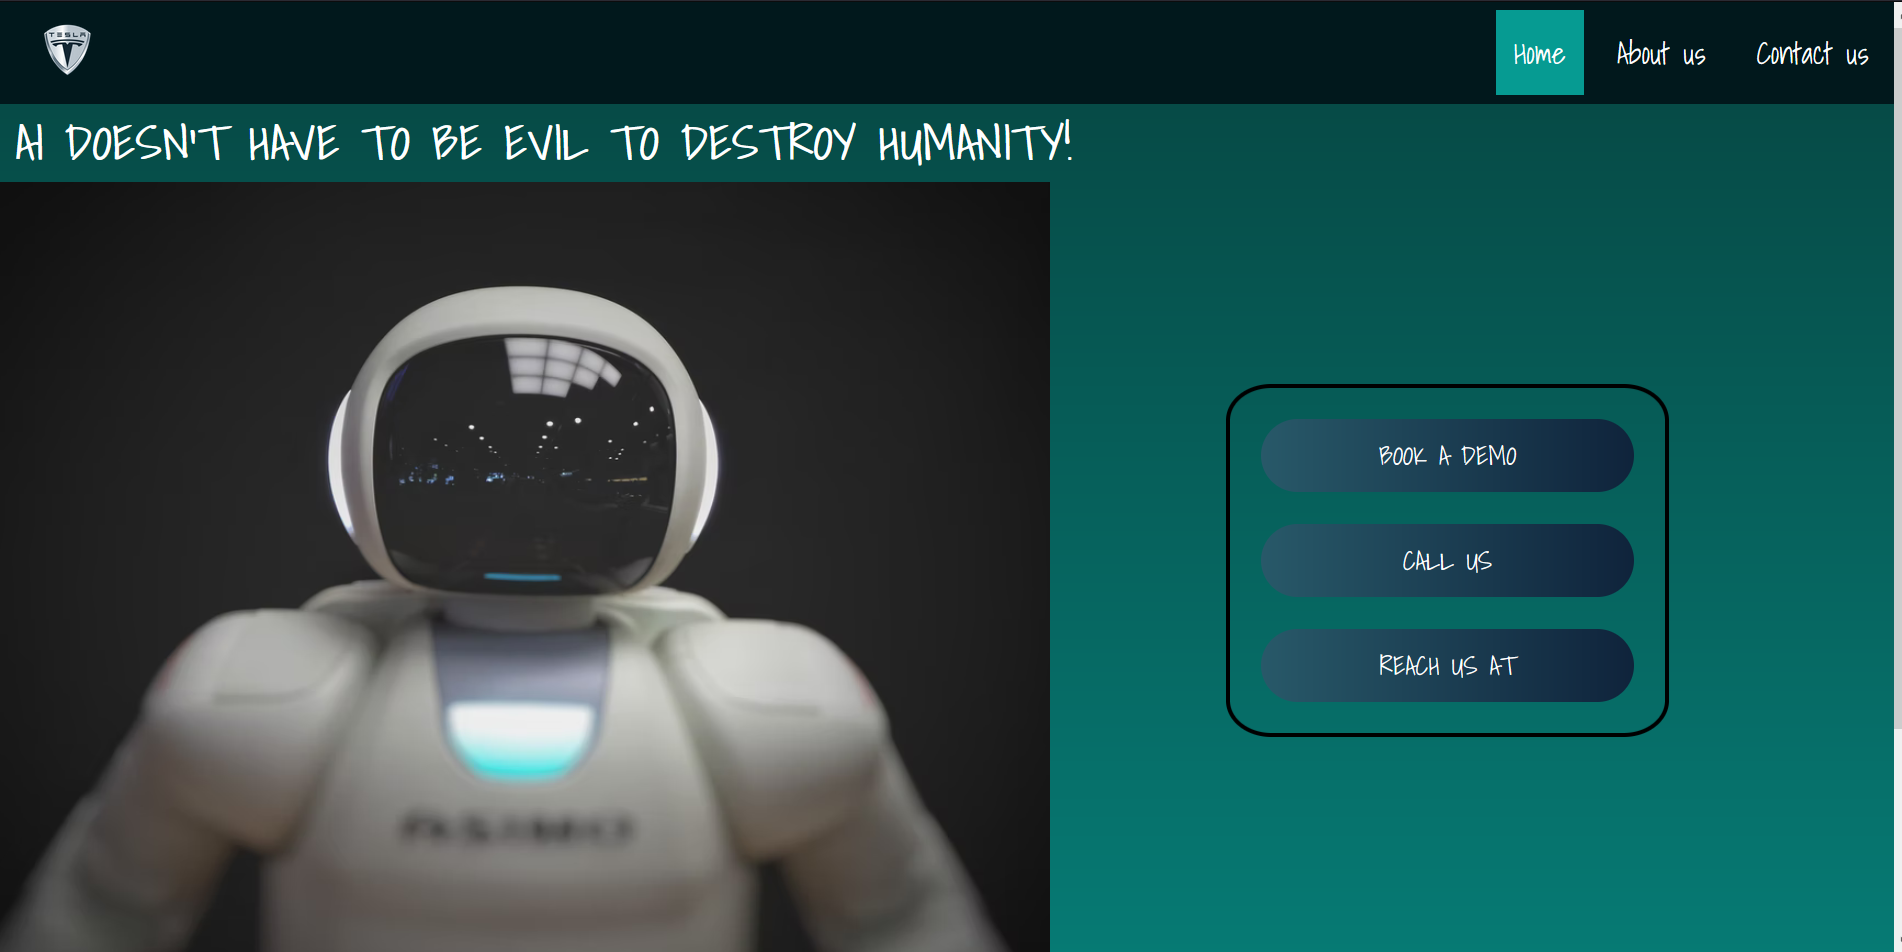 TESLA
Home
About us
Contact us
AI DOESN'T HAVE TO BE EVIL TO DESTROY HUMANITY!
BOOK A DEMO
CALL US
REACH US AT
ASIMO